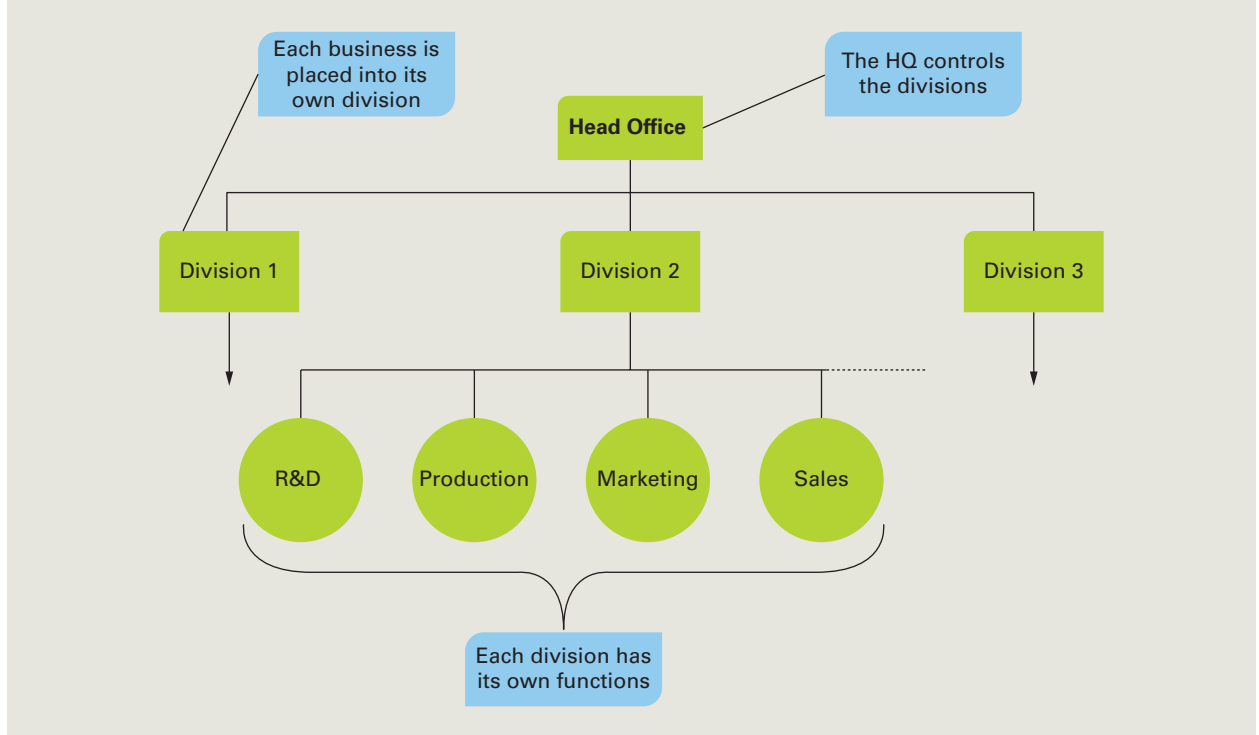 Each business is
placed into its
own division
The HQ controls
the divisions
Head Office
Division 1
Division 2
Division 3
R&D
Production
Marketing
Sales
Each division has
its own functions